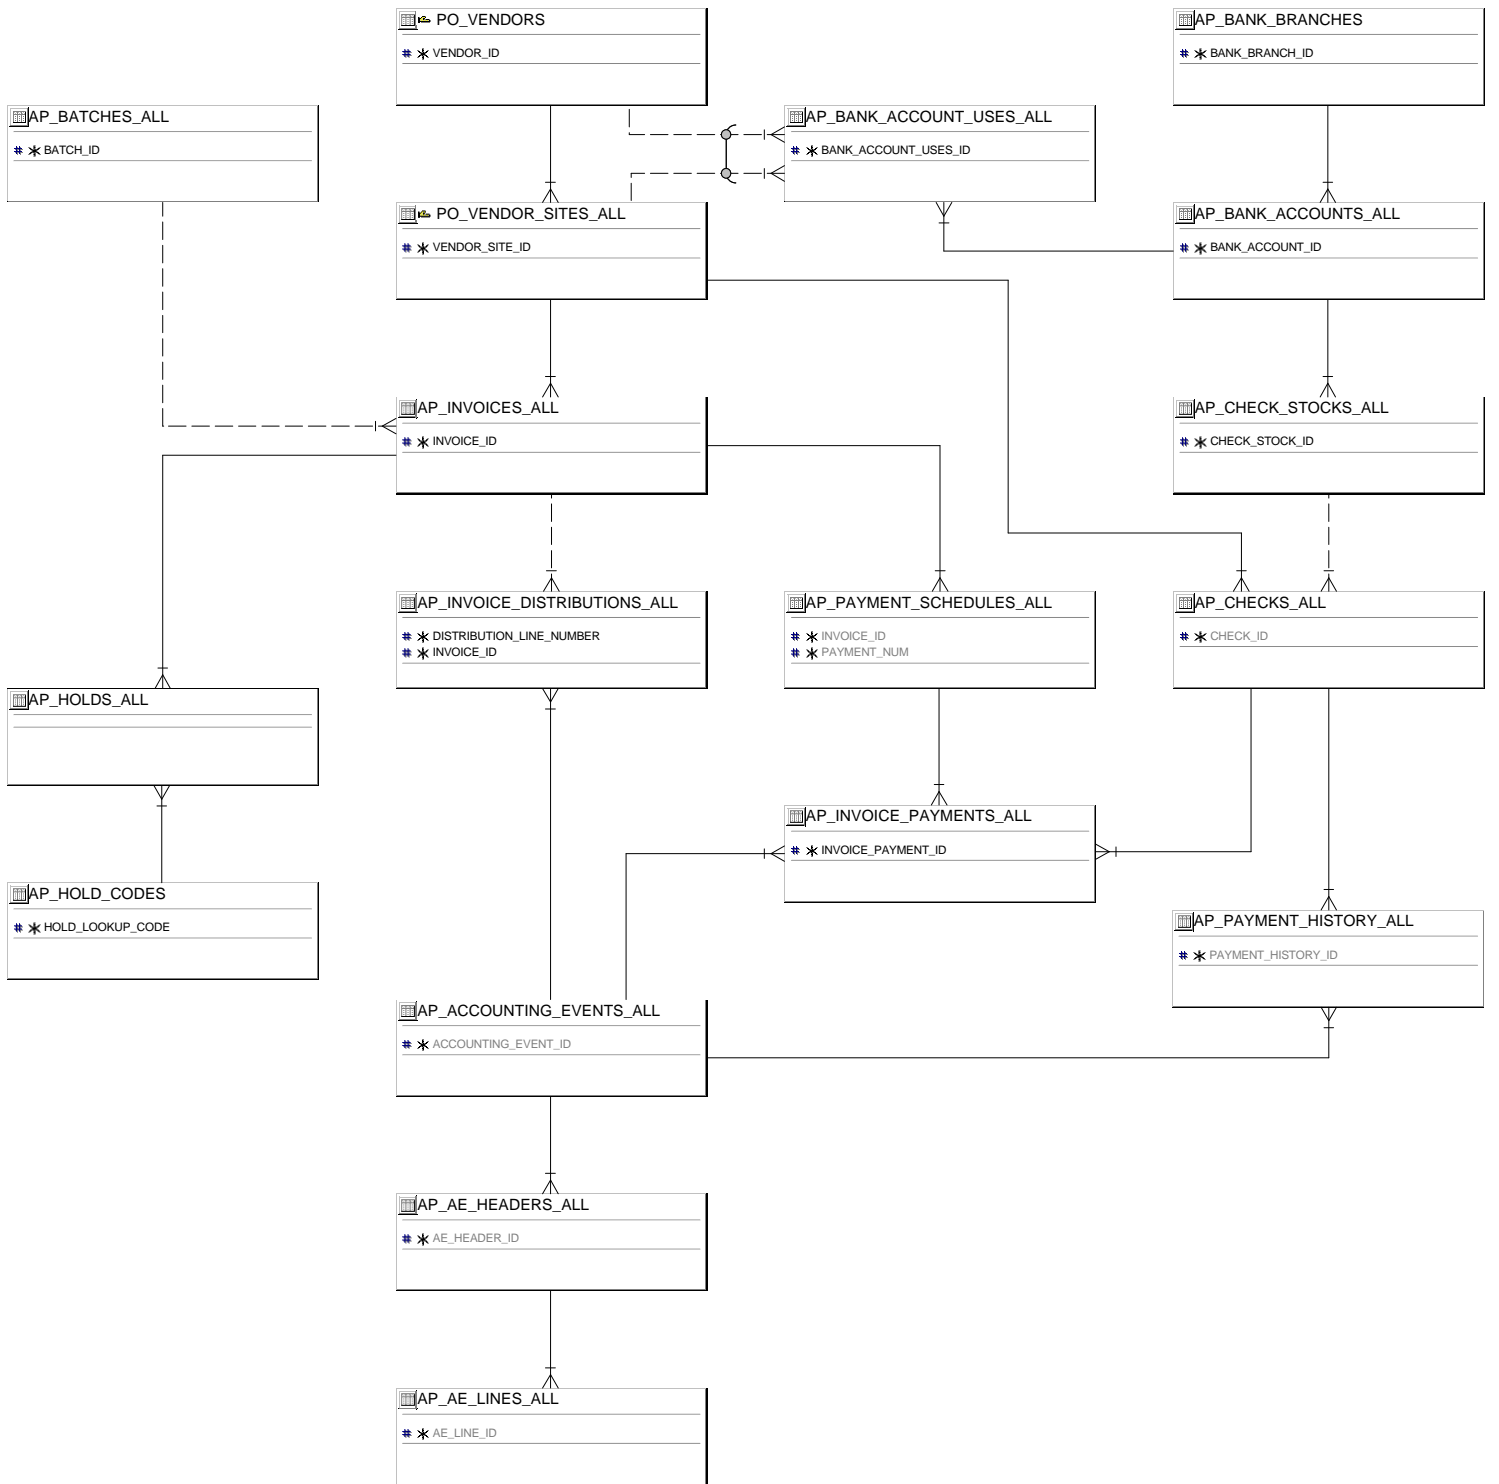 PO_VENDORS
# * VENDOR_ID
AP_BANK_BRANCHES
# * BANK_BRANCH_ID
AP_BATCHES_ALL
# * BATCH_ID
AP_BANK_ACCOUNT_USES_ALL
# * BANK_ACCOUNT_USES_ID
PO_VENDOR_SITES_ALL
# * VENDOR_SITE_ID
AP_BANK_ACCOUNTS_ALL
# * BANK_ACCOUNT_ID
AP_INVOICES_ALL
# * INVOICE_ID
AP_CHECK_STOCKS_ALL
# * CHECK_STOCK_ID
AP_INVOICE_DISTRIBUTIONS_ALL
# * DISTRIBUTION_LINE_NUMBER
# * INVOICE_ID
AP_PAYMENT_SCHEDULES_ALL
# * INVOICE_ID
# * PAYMENT_NUM
AP_CHECKS_ALL
# * CHECK_ID
AP_HOLDS_ALL
AP_INVOICE_PAYMENTS_ALL
# * INVOICE_PAYMENT_ID
AP_HOLD_CODES
# * HOLD_LOOKUP_CODE
AP_PAYMENT_HISTORY_ALL
# * PAYMENT_HISTORY_ID
AP_ACCOUNTING_EVENTS_ALL
# * ACCOUNTING_EVENT_ID
AP_AE_HEADERS_ALL
# * AE_HEADER_ID
AP_AE_LINES_ALL
# * AE_LINE_ID